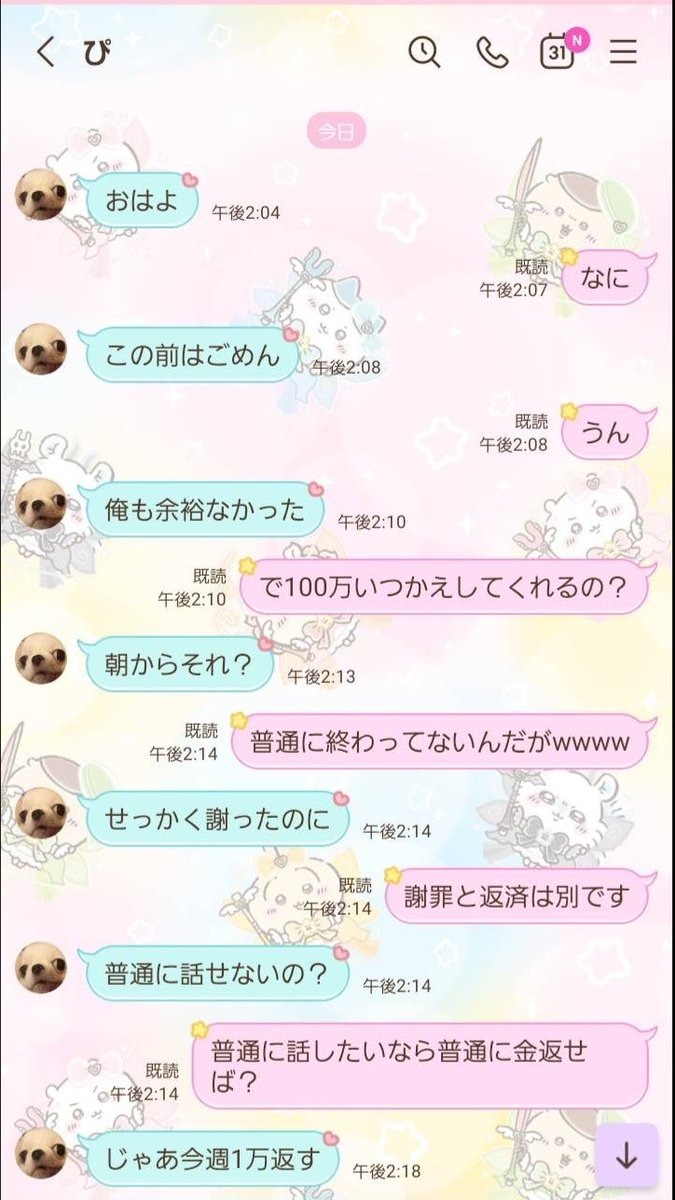 ぴ
31
N
今日
おはよ
午後2:04
既読
午後2:07
なに
この前はごめん
午後2:08
既読
午後2:08
うん
俺も余裕なかった
午後2:10
既読
午後2:10
で100万いつかえしてくれるの？
朝からそれ？
午後2:13
既読
午後2:14
普通に終わってないんだがwwww
せっかく謝ったのに
午後2:14
既読
午後2:14
謝罪と返済は別です
普通に話せないの？
午後2:14
既読
午後2:14
普通に話したいなら普通に金返せ
ば？
じゃあ今週1万返す
午後2:18